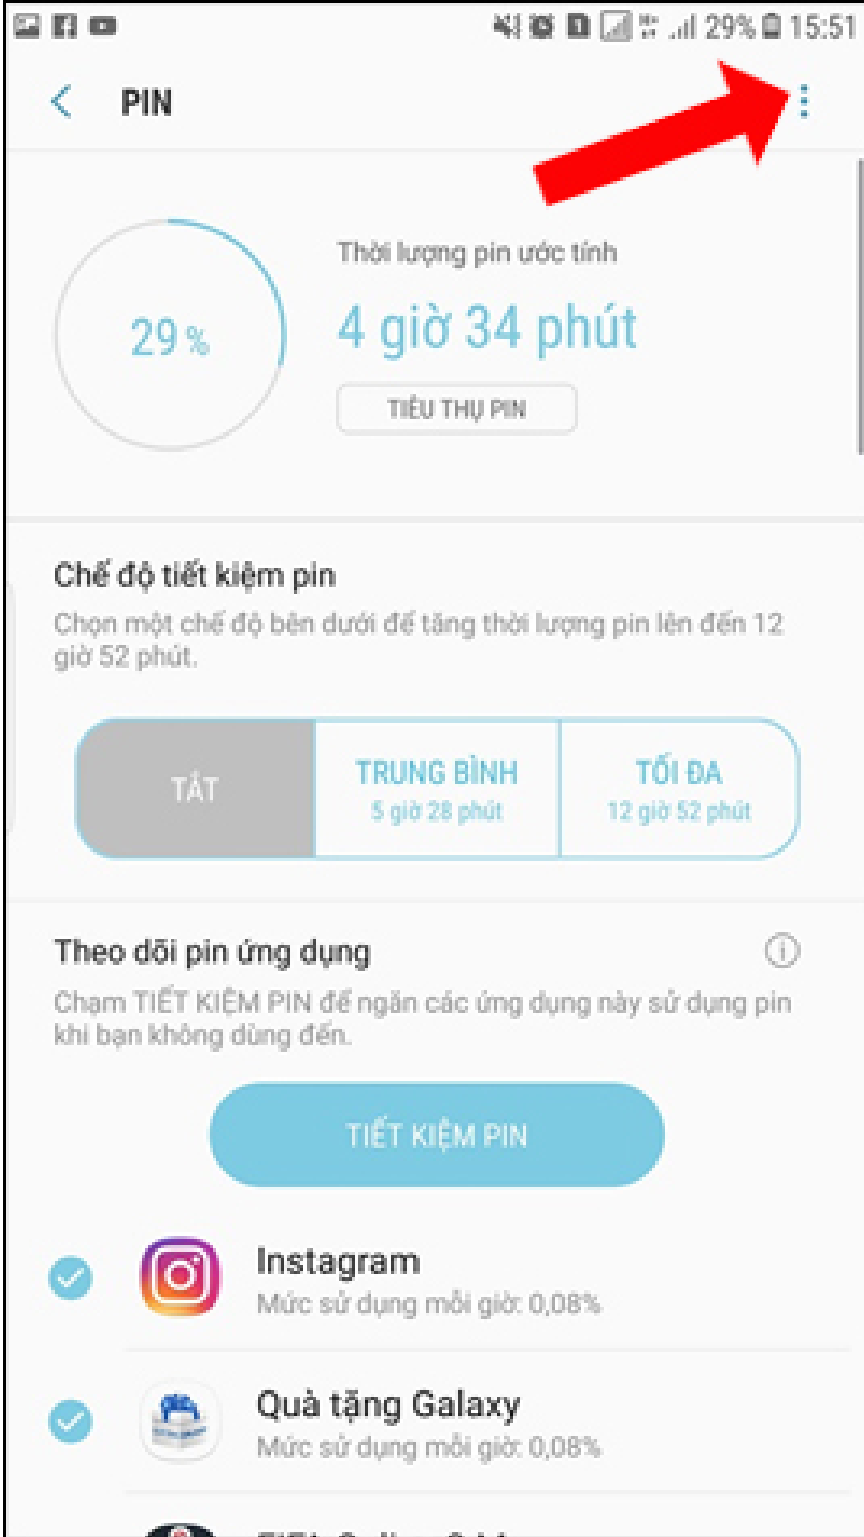 29% 15:51
PIN
29%
Thời lượng pin ước tính
4 giờ 34 phút
TIÊU THỤ PIN
Chế độ tiết kiệm pin
Chọn một chế độ bên dưới để tăng thời lượng pin lên đến 12
giờ 52 phút.
TẮT
TRUNG BÌNH
5 giờ 28 phút
TỐI ĐA
12 giờ 52 phút
Theo dõi pin ứng dụng
Chạm TIẾT KIỆM PIN để ngăn các ứng dụng này sử dụng pin
khi bạn không dùng đến.
TIẾT KIỆM PIN
Instagram
Mức sử dụng mỗi giờ: 0,08%
Quà tặng Galaxy
Mức sử dụng mỗi giờ: 0,08%